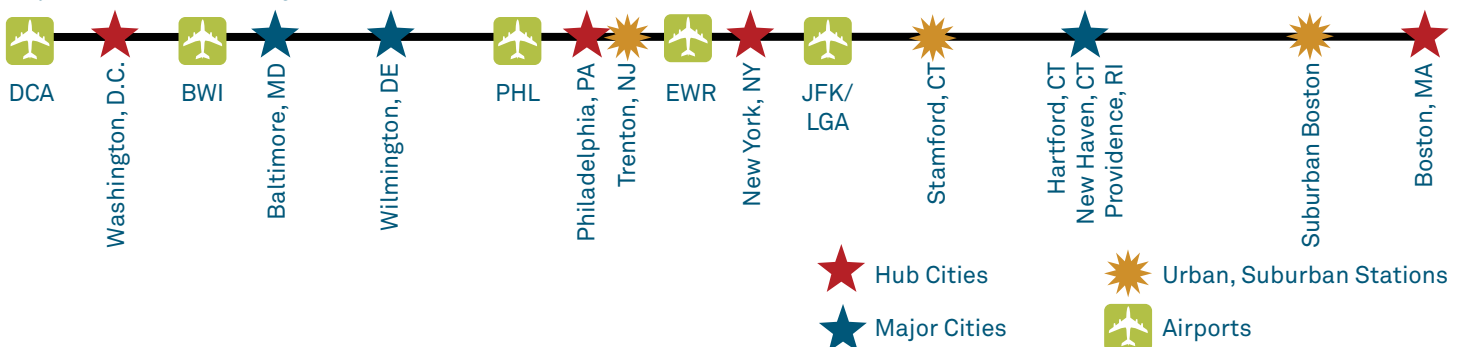 DCA
Washington, D.C.
BWI
Baltimore, MD
Wilmington, DE
PHL
Philadelphia, PA
Trenton, NJ
EWR
New York, NY
JFK/
LGA
Stamford, CT
Hartford, CT
New Haven, CT
Providence, RI
Suburban Boston
Boston, MA
Hub Cities
Urban, Suburban Stations
Major Cities
Airports